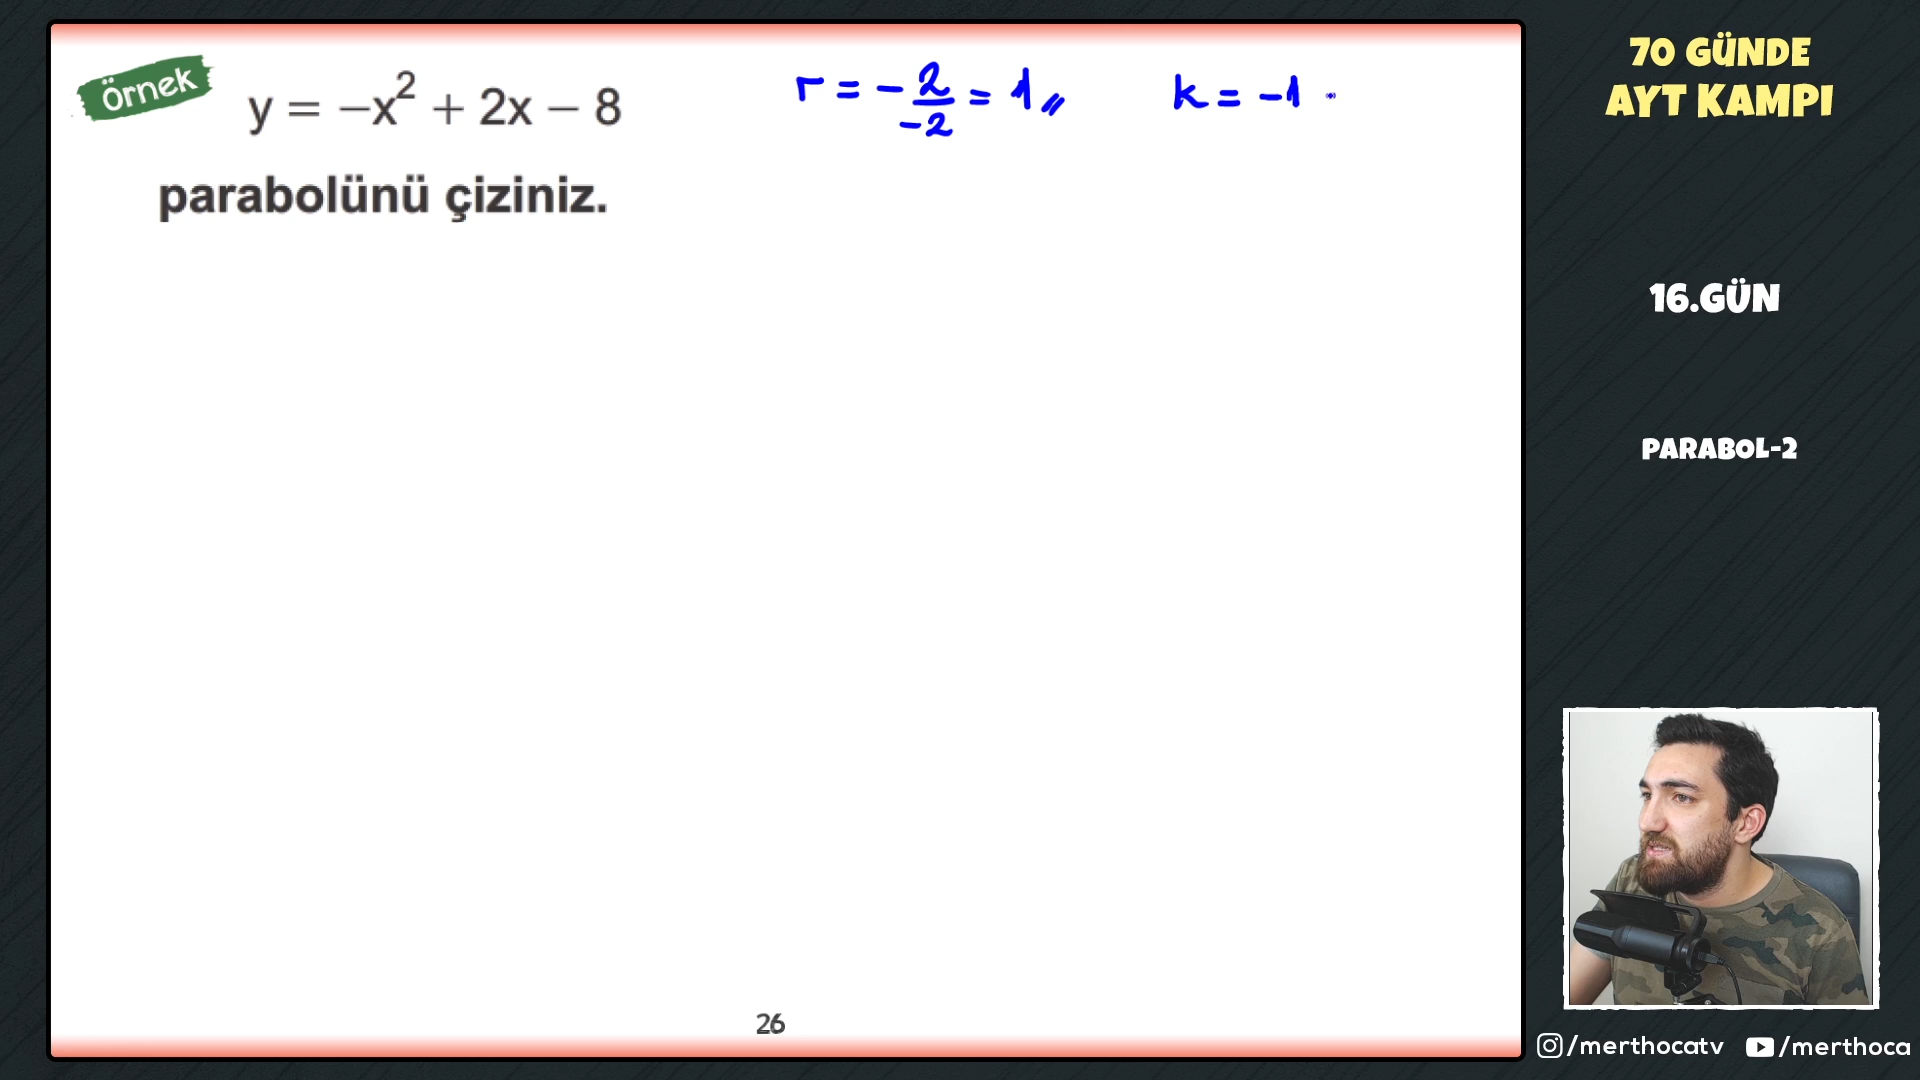 Örnek
y = −x² + 2x − 8
parabolünü çiziniz.
r = - 2/-2 = 1 //
k = -1 ·
26
70 GÜNDE
AYT KAMPI
16.GÜN
PARABOL-2
/merthocatv /merthoca